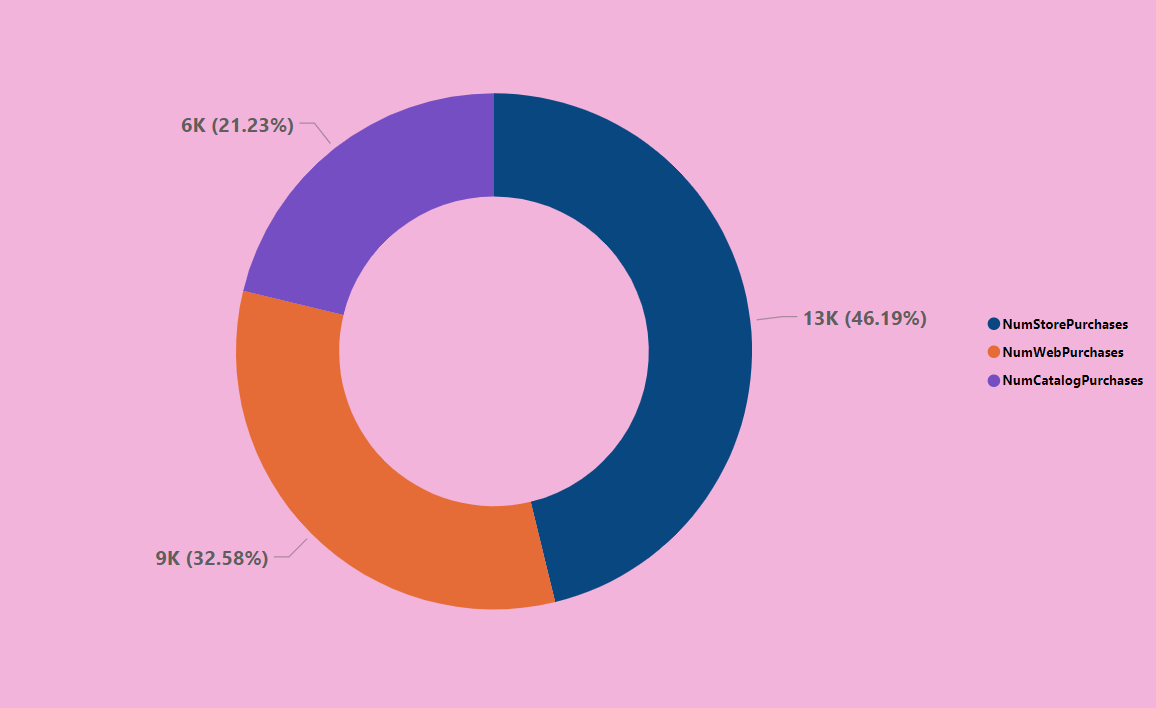 6K (21.23%)
13K (46.19%)
9K (32.58%)
NumStorePurchases
NumWebPurchases
NumCatalogPurchases